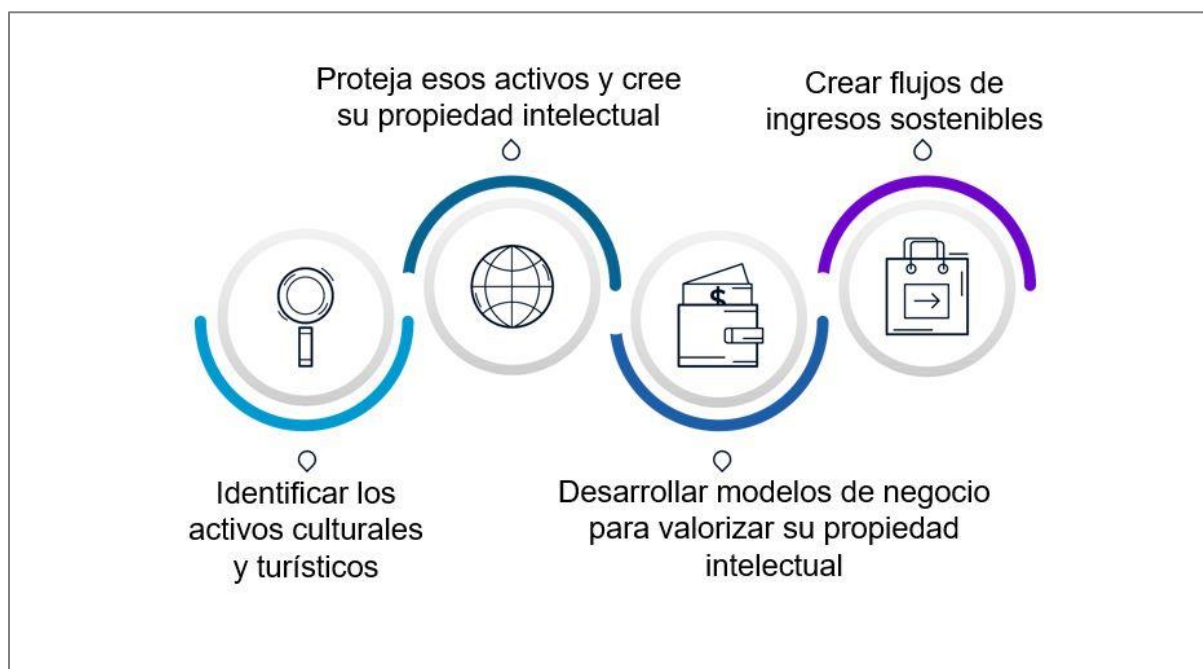 Proteja esos activos y cree
su propiedad intelectual
Crear flujos de
ingresos sostenibles
$
Identificar los
activos culturales
y turísticos
Desarrollar modelos de negocio
para valorizar su propiedad
intelectual